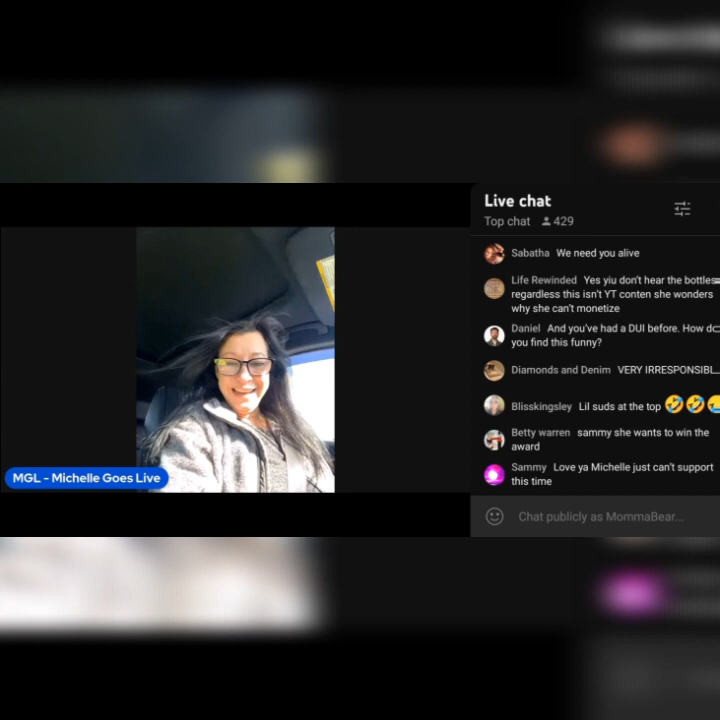 Live chat
Top chat 429
Sabatha We need you alive
Life Rewinded Yes yiu don't hear the bottles
regardless this isn't YT conten she wonders
why she can't monetize
Daniel And you've had a DUI before. How do
you find this funny?
Diamonds and Denim VERY IRRESPONSIBL
Blisskingsley Lil suds at the top 🤣🤣
Betty warren sammy she wants to win the
award
Sammy Love ya Michelle just can't support
this time
MGL - Michelle Goes Live
Chat publicly as MommaBear...